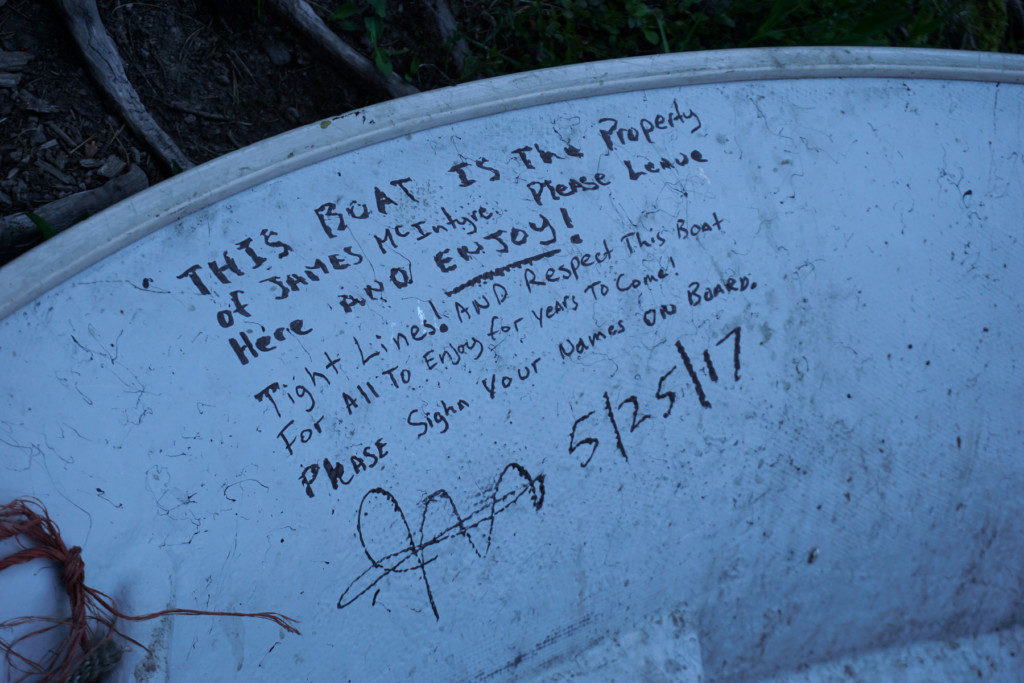 THIS BOAT IS The Property
of JAMES McIntyre. Please Leave
Here AND ENJOY!
Tight Lines! AND Respect This Boat
For All To Enjoy for years To Come!
PLEASE Sighn Your Names ON BOARD.
5/25/17